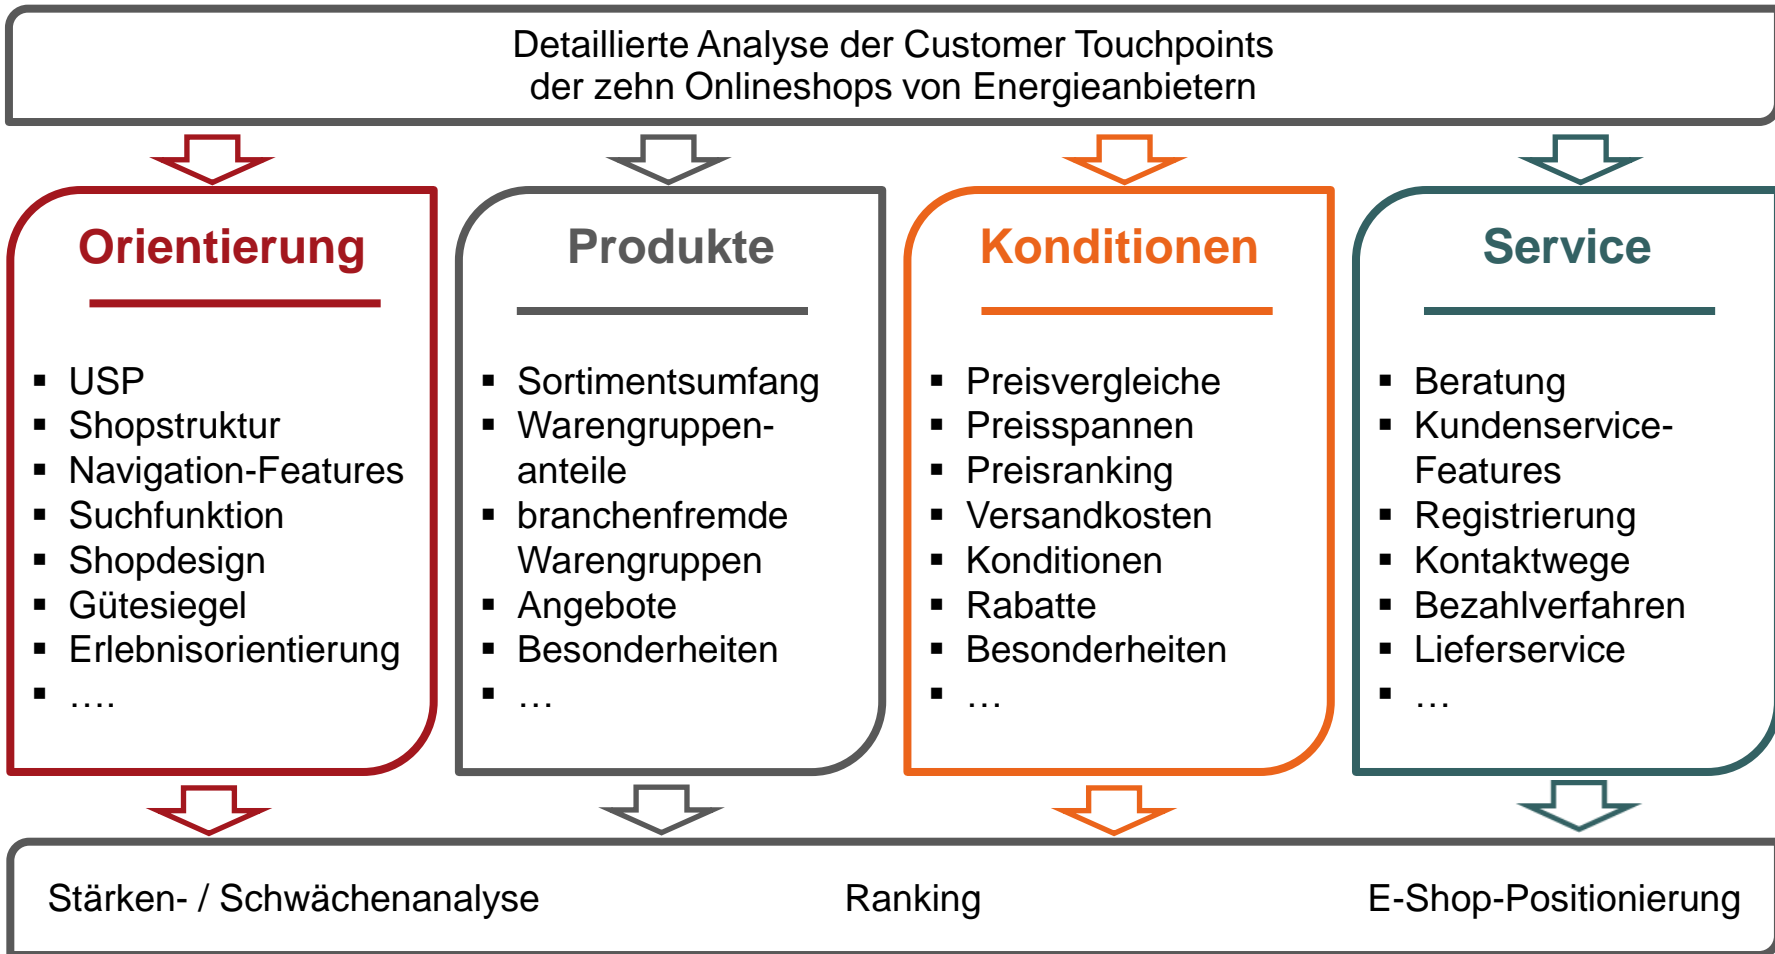 Detaillierte Analyse der Customer Touchpoints
der zehn Onlineshops von Energieanbietern
Orientierung
▪ USP
▪ Shopstruktur
▪ Navigation-Features
▪ Suchfunktion
▪ Shopdesign
▪ Gütesiegel
▪ Erlebnisorientierung
▪ ….
Produkte
▪ Sortimentsumfang
▪ Warengruppen-
anteile
▪ branchenfremde
Warengruppen
▪ Angebote
▪ Besonderheiten
▪ …
Konditionen
▪ Preisvergleiche
▪ Preisspannen
▪ Preisranking
▪ Versandkosten
▪ Konditionen
▪ Rabatte
▪ Besonderheiten
▪ …
Service
▪ Beratung
▪ Kundenservice-
Features
▪ Registrierung
▪ Kontaktwege
▪ Bezahlverfahren
▪ Lieferservice
▪ …
Stärken- / Schwächenanalyse
Ranking
E-Shop-Positionierung